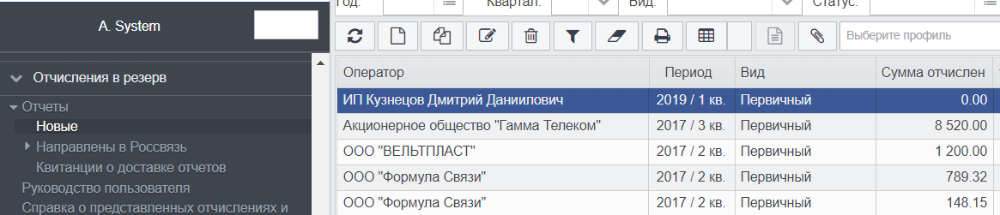 Год: Квартал: Вид: Статус:
A. System
Выберите профиль
Отчисления в резерв
Отчеты
Новые
Направлены в Россвязь
Квитанции о доставке отчетов
Руководство пользователя
Справка о представленных отчислениях и
Оператор Период Вид Сумма отчислен
ИП Кузнецов Дмитрий Даниилович 2019 / 1 кв. Первичный 0.00
Акционерное общество "Гамма Телеком" 2017 / 3 кв. Первичный 8 520.00
ООО "ВЕЛЬТПЛАСТ" 2017 / 2 кв. Первичный 1 200.00
ООО "Формула Связи" 2017 / 2 кв. Первичный 789.32
ООО "Формула Связи" 2017 / 2 кв. Первичный 148.15